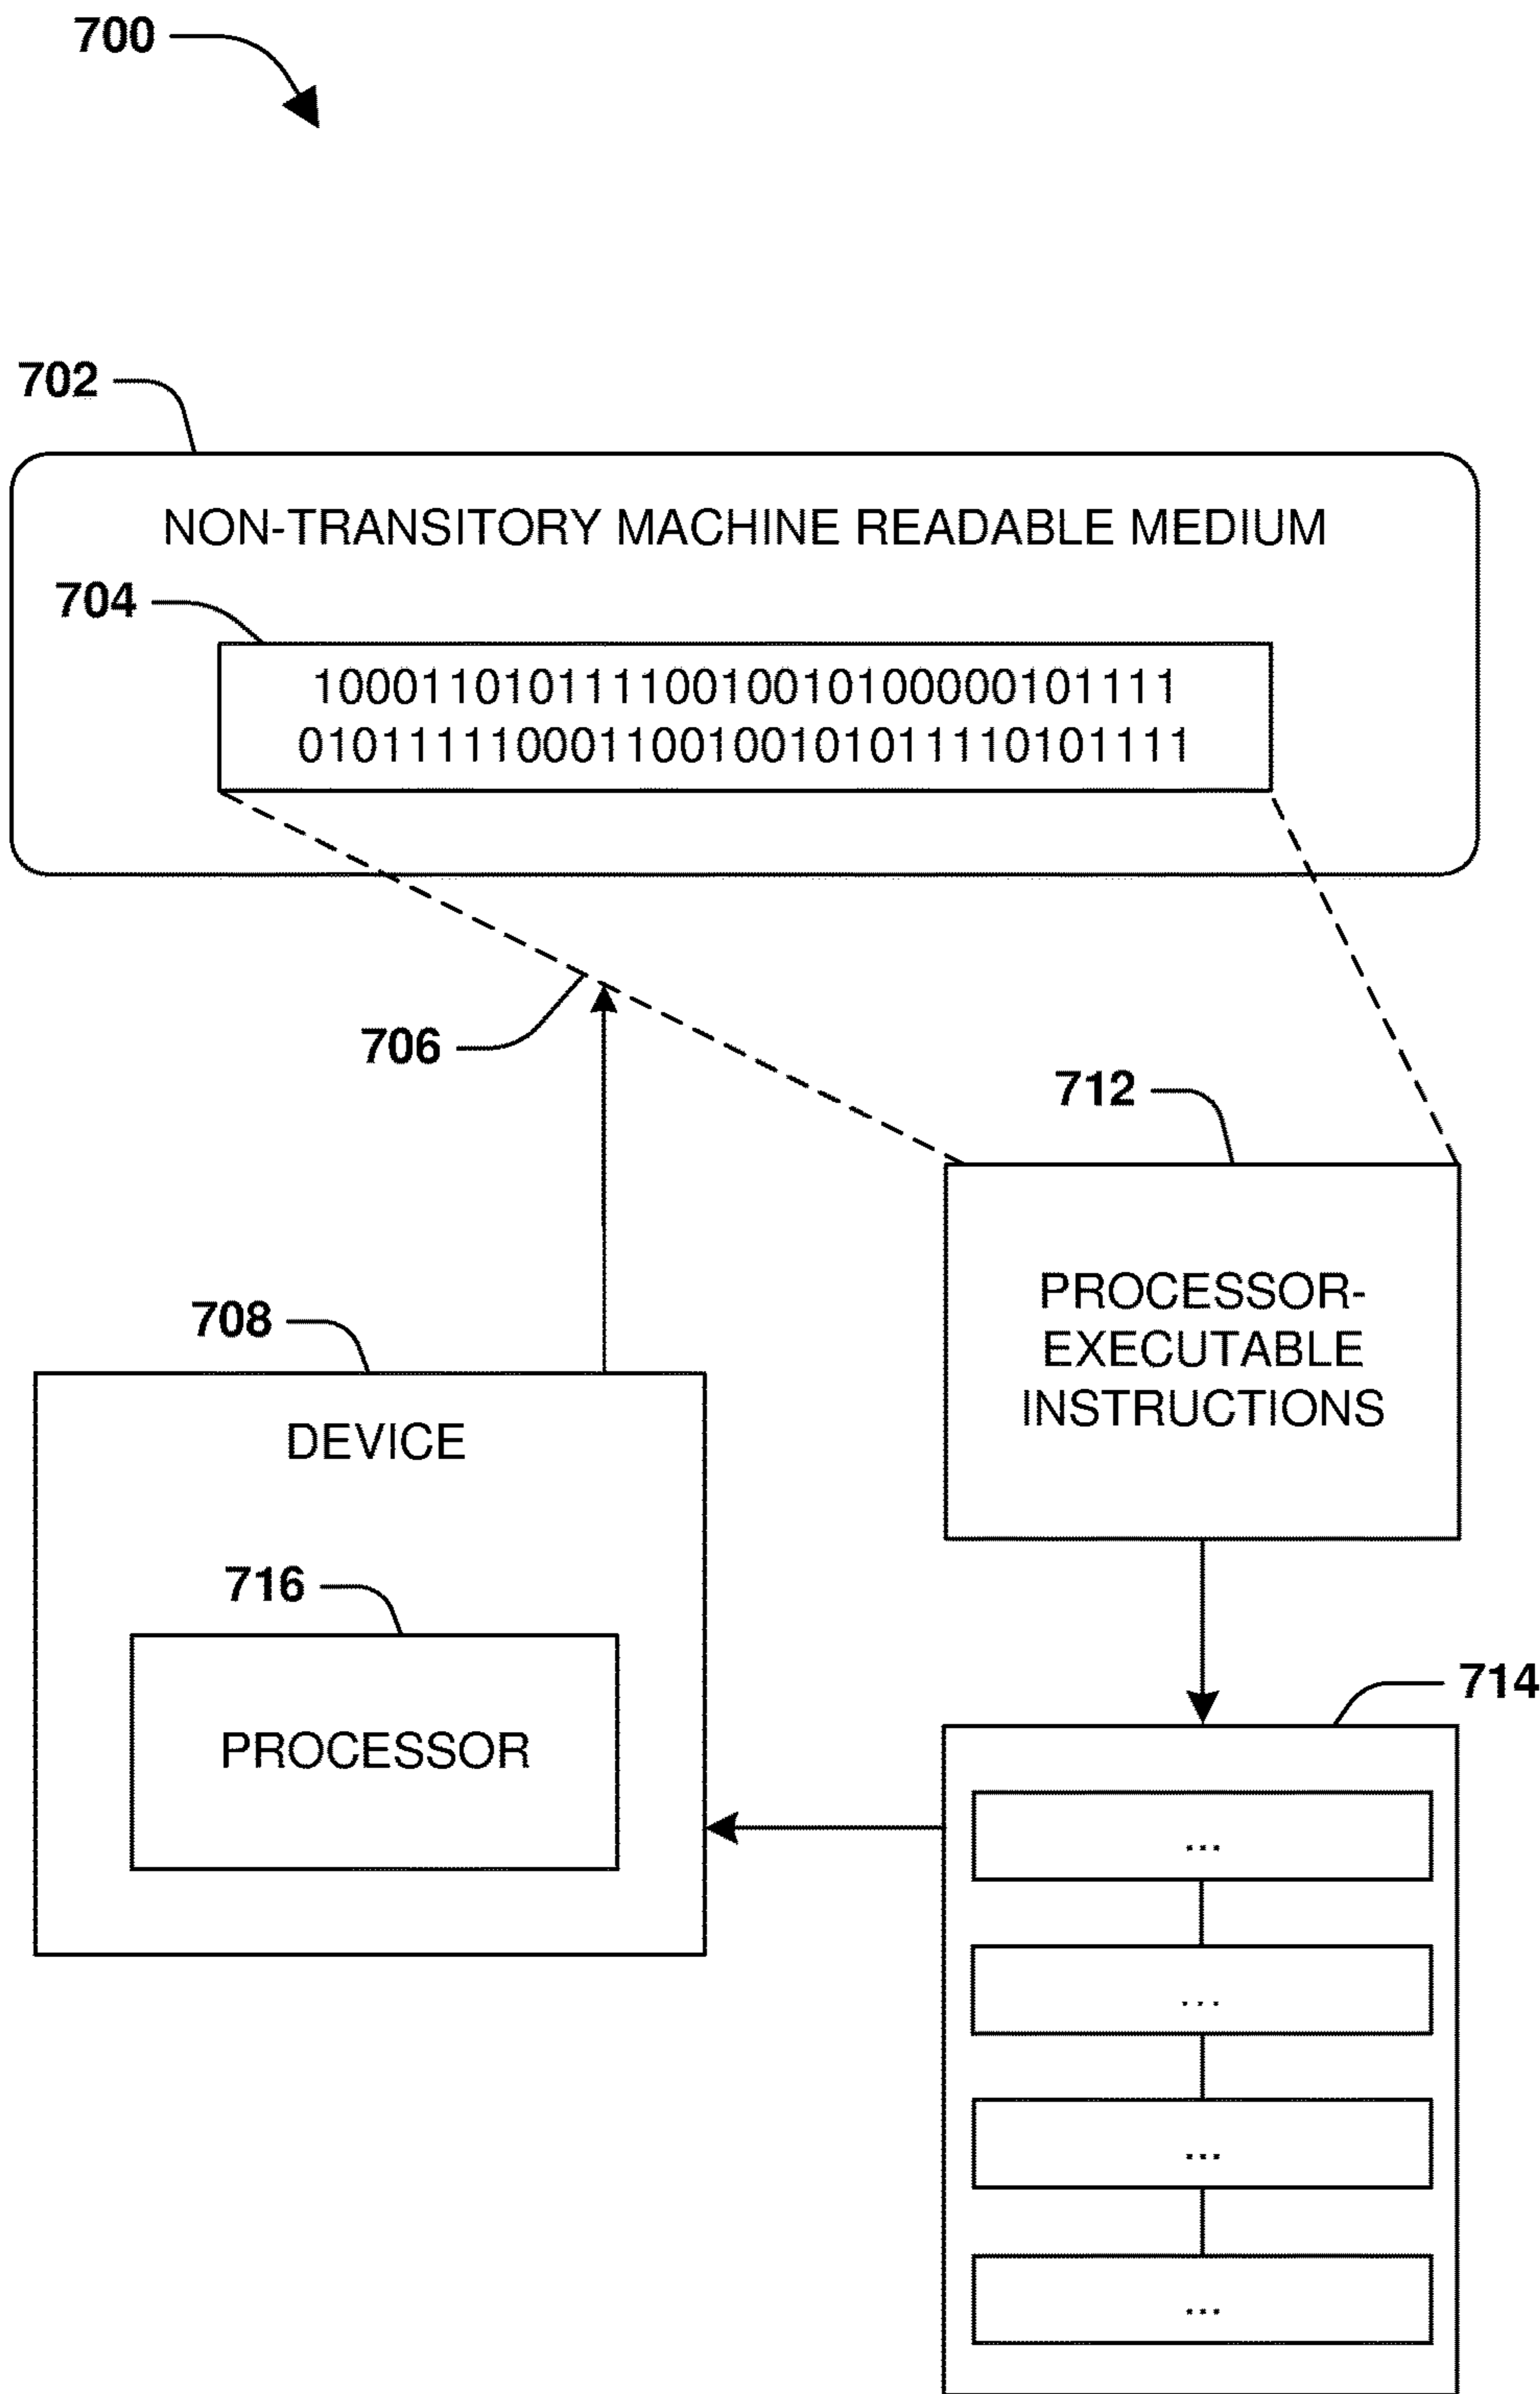 700
702
NON-TRANSITORY MACHINE READABLE MEDIUM
704
10001101011110010010100000101111
010111110001100100101011110101111
706
712
PROCESSOR-
EXECUTABLE
INSTRUCTIONS
708
DEVICE
716
PROCESSOR
714
...
...
...
...